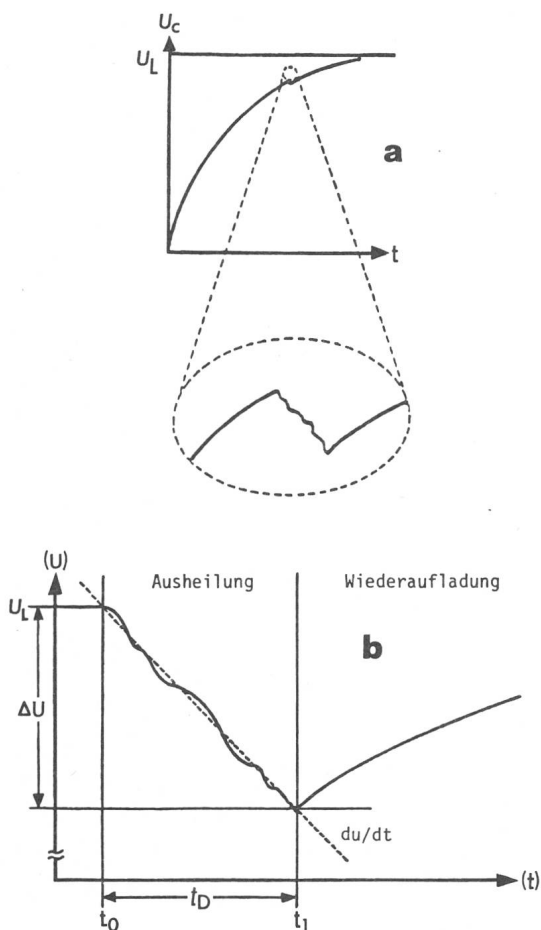 U_c
U_L
a
t
(U)
Ausheilung
Wiederaufladung
U_L
b
ΔU
du/dt
t_D
(t)
t_0
t_1